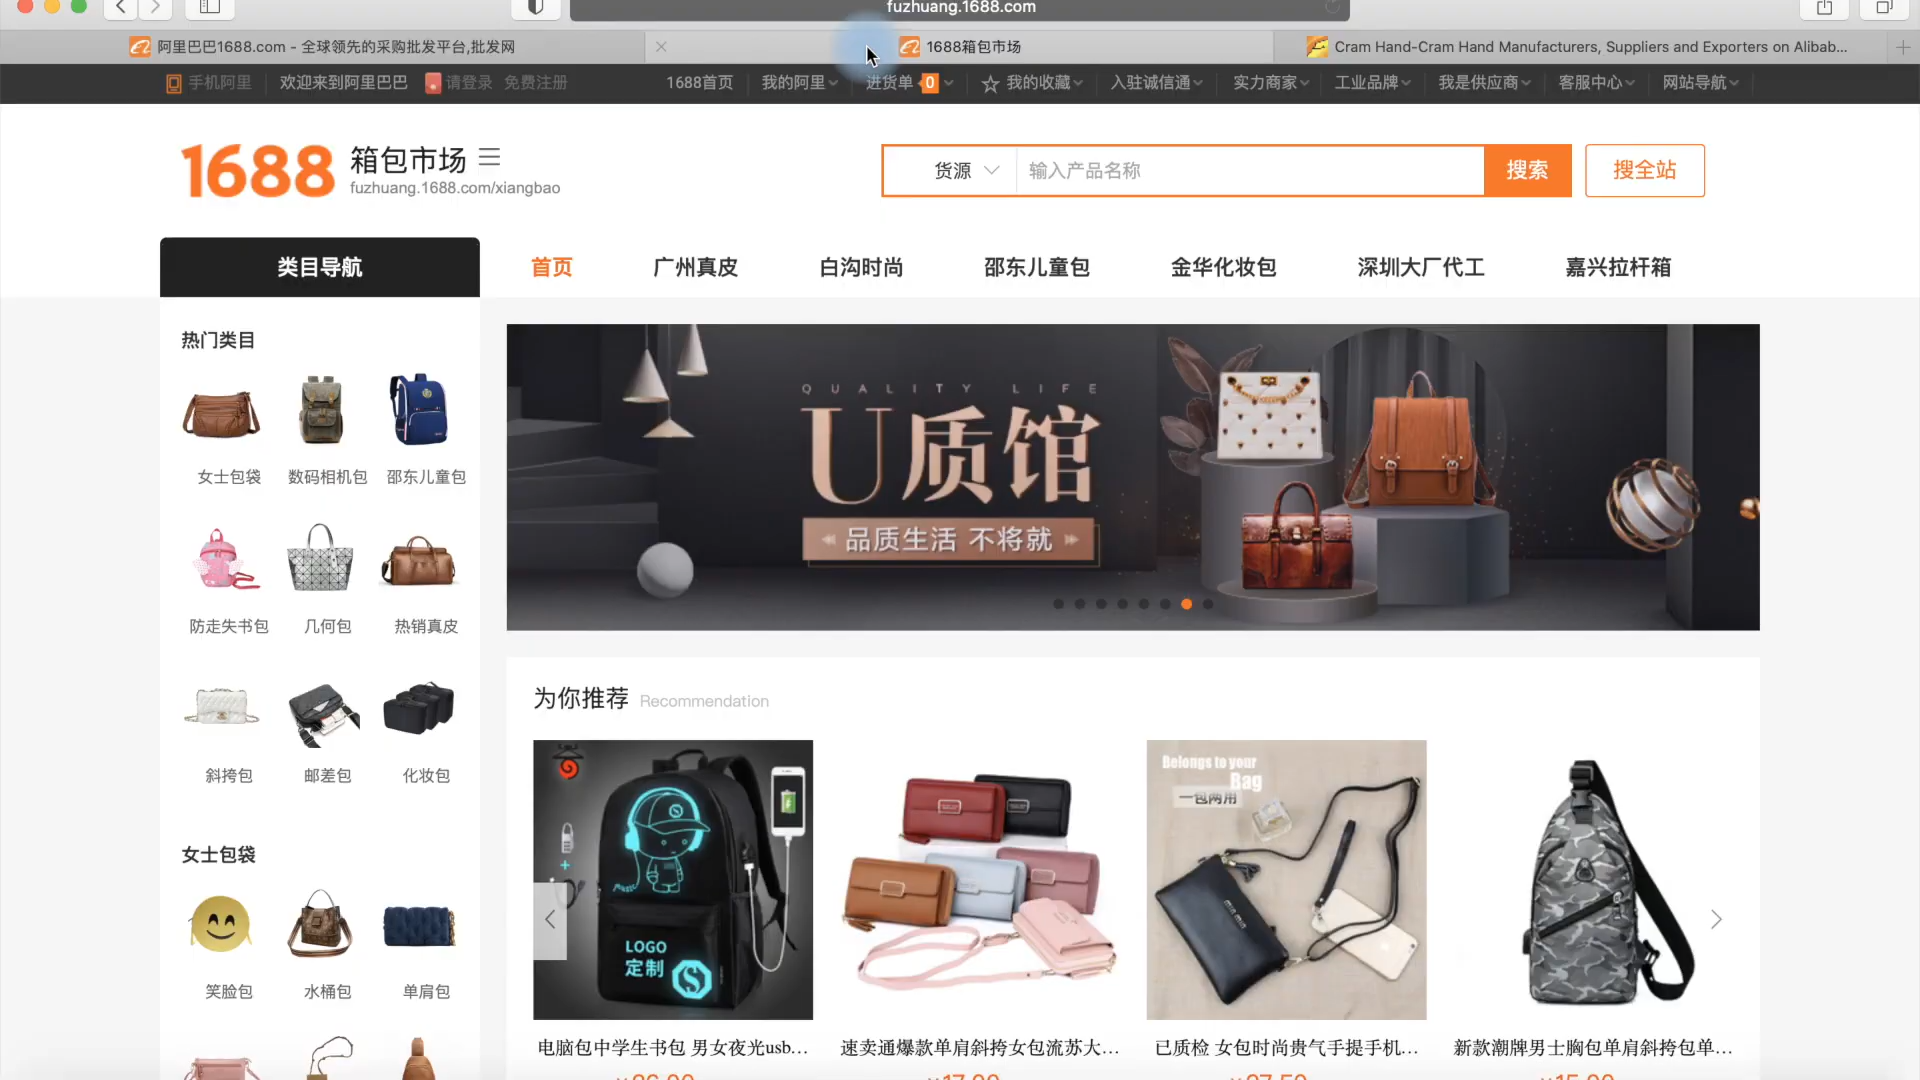 fuzhuang.1688.com
阿里巴巴1688.com - 全球领先的采购批发平台,批发网
1688箱包市场
Cram Hand-Cram Hand Manufacturers, Suppliers and Exporters on Alibab...
手机阿里
欢迎来到阿里巴巴
请登录
免费注册
1688首页
我的阿里
进货单 0
我的收藏
入驻诚信通
实力商家
工业品牌
我是供应商
客服中心
网站导航
1688
箱包市场
fuzhuang.1688.com/xiangbao
货源
输入产品名称
搜索
搜全站
类目导航
首页
广州真皮
白沟时尚
邵东儿童包
金华化妆包
深圳大厂代工
嘉兴拉杆箱
热门类目
女士包袋
数码相机包
邵东儿童包
防走失书包
几何包
热销真皮
斜挎包
邮差包
化妆包
女士包袋
笑脸包
水桶包
单肩包
QUALITY LIFE
U质馆
品质生活 不将就
为你推荐 Recommendation
music
LOGO
定制
Belongs to your
Bag
一包两用
电脑包中学生书包 男女夜光usb...
速卖通爆款单肩斜挎女包流苏大...
已质检 女包时尚贵气手提手机...
新款潮牌男士胸包单肩斜挎包单...